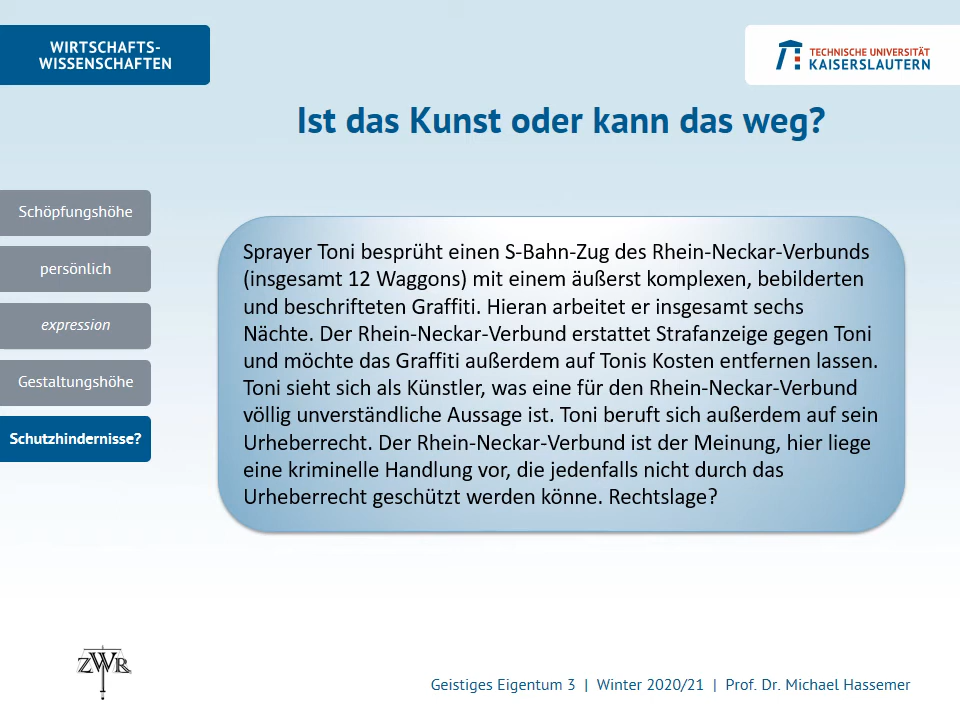 WIRTSCHAFTS-
WISSENSCHAFTEN
TECHNISCHE UNIVERSITÄT
KAISERSLAUTERN
Ist das Kunst oder kann das weg?
Schöpfungshöhe
persönlich
expression
Gestaltungshöhe
Schutzhindernisse?
Sprayer Toni besprüht einen S-Bahn-Zug des Rhein-Neckar-Verbunds
(insgesamt 12 Waggons) mit einem äußerst komplexen, bebilderten
und beschrifteten Graffiti. Hieran arbeitet er insgesamt sechs
Nächte. Der Rhein-Neckar-Verbund erstattet Strafanzeige gegen Toni
und möchte das Graffiti außerdem auf Tonis Kosten entfernen lassen.
Toni sieht sich als Künstler, was eine für den Rhein-Neckar-Verbund
völlig unverständliche Aussage ist. Toni beruft sich außerdem auf sein
Urheberrecht. Der Rhein-Neckar-Verbund ist der Meinung, hier liege
eine kriminelle Handlung vor, die jedenfalls nicht durch das
Urheberrecht geschützt werden könne. Rechtslage?
ZWR
Geistiges Eigentum 3 | Winter 2020/21 | Prof. Dr. Michael Hassemer